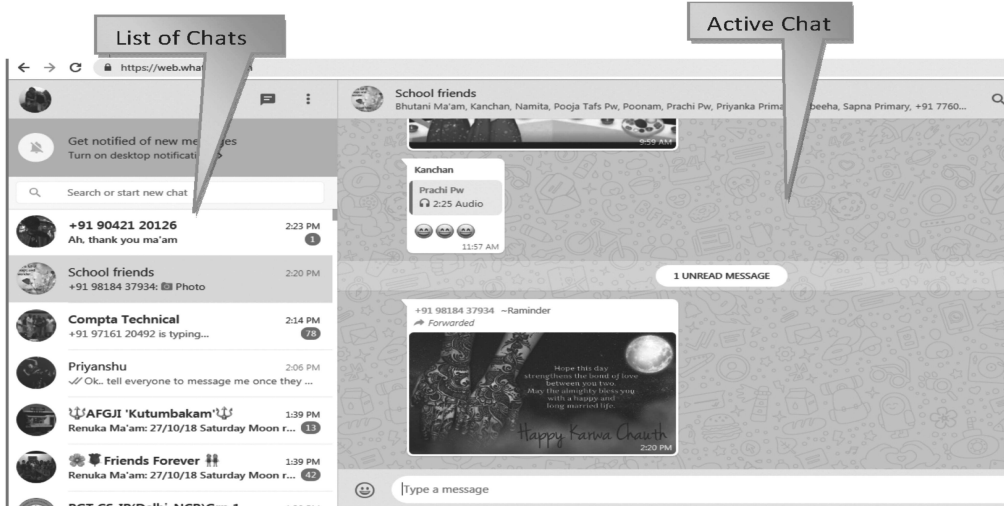 List of Chats
Active Chat
https://web.what
School friends
Bhutani Ma'am, Kanchan, Namita, Pooja Tafs Pw, Poonam, Prachi Pw, Priyanka Prima beeha, Sapna Primary, +91 7760...
Get notified of new me es
Turn on desktop notificati >
Search or start new chat
+91 90421 20126 2:23 PM
Ah, thank you ma'am 1
School friends 2:20 PM
+91 98184 37934: Photo
Compta Technical 2:14 PM
+91 97161 20492 is typing... 78
Priyanshu 2:06 PM
Ok.. tell everyone to message me once they ...
AFGJI 'Kutumbakam' 1:39 PM
Renuka Ma'am: 27/10/18 Saturday Moon r... 13
Friends Forever 1:39 PM
Renuka Ma'am: 27/10/18 Saturday Moon r... 42
9:59 AM
Kanchan
Prachi Pw
2:25 Audio
11:57 AM
1 UNREAD MESSAGE
+91 98184 37934 ~Raminder
Forwarded
Hope this day
strengthens the bond of love
between you two.
May the almighty bless you
with a happy and
long married life.
Happy Karwa Chauth
2:20 PM
Type a message